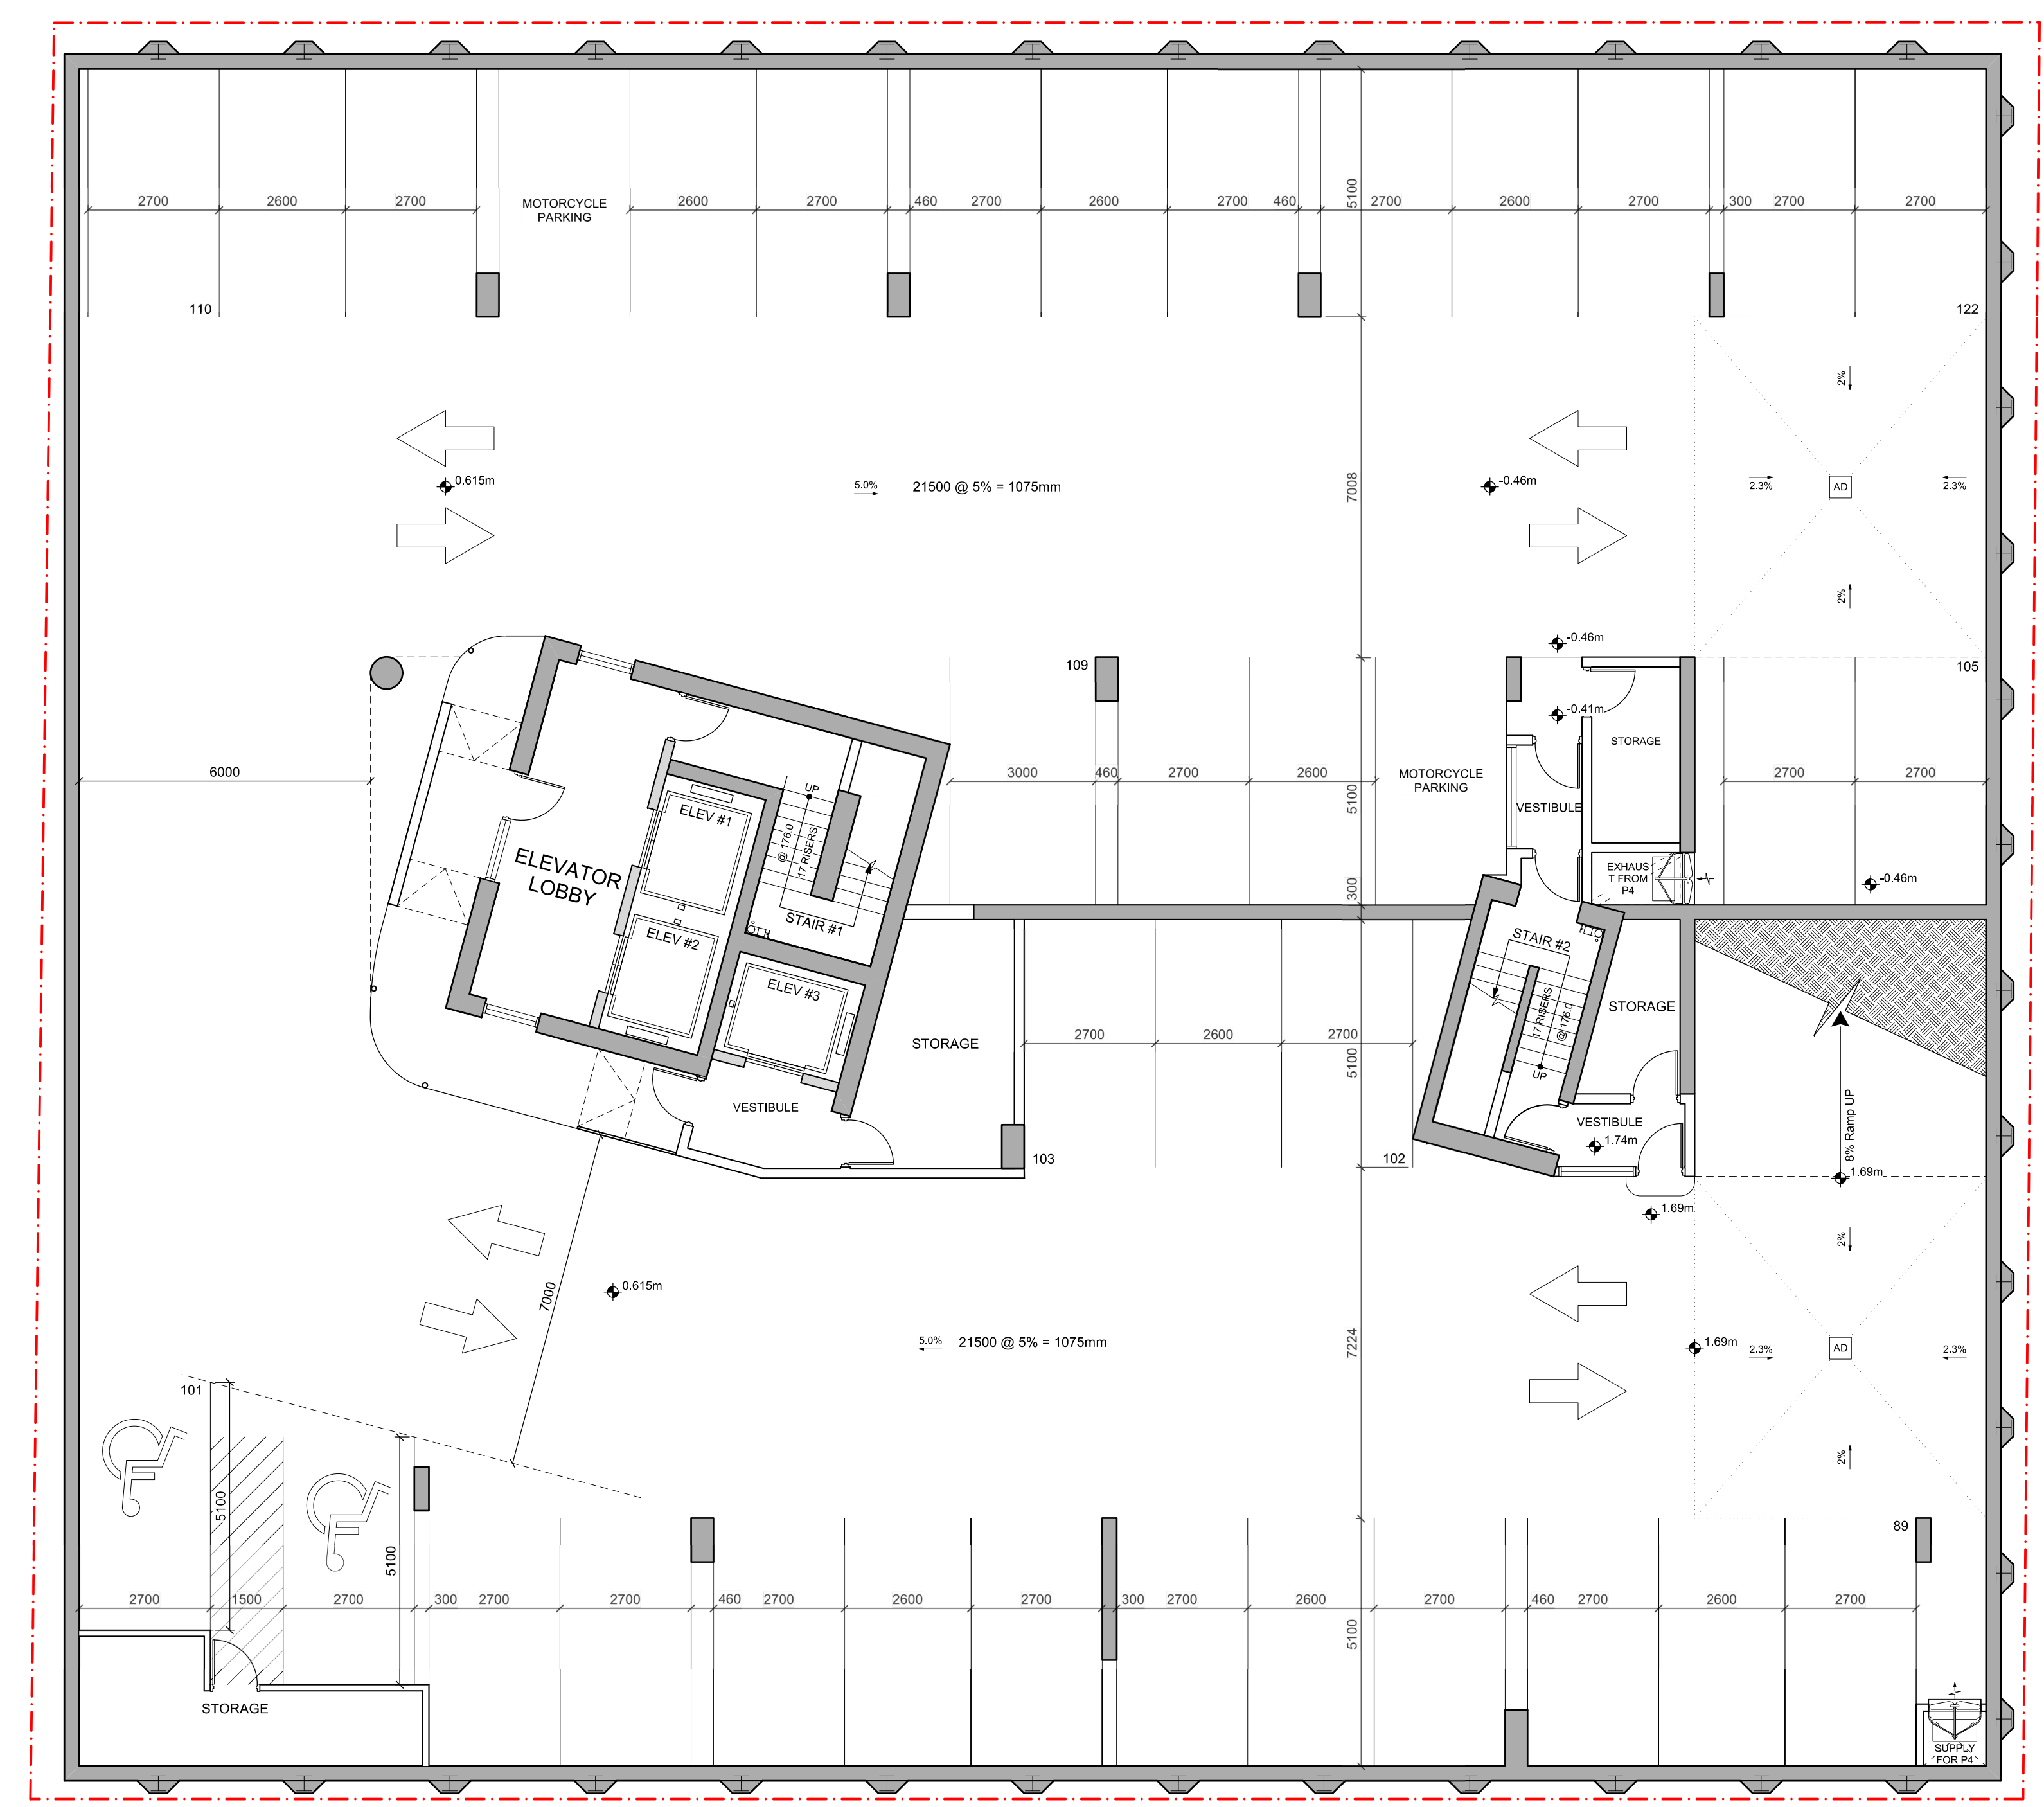 2700
2600
2700
MOTORCYCLE
PARKING
2600
2700
460
2700
2600
2700
460
5100
2700
2600
2700
300
2700
2700
110
122
2%
0.615m
5.0%
21500 @ 5% = 1075mm
7008
-0.46m
2.3%
AD
2.3%
2%
-0.46m
109
105
-0.41m
STORAGE
6000
3000
460
2700
2600
MOTORCYCLE
PARKING
5100
2700
2700
VESTIBULE
UP
ELEV #1
@ 176.0
17 RISERS
ELEVATOR
LOBBY
EXHAUS
T FROM
P4
-0.46m
300
STAIR #1
ELEV #2
STAIR #2
ELEV #3
STORAGE
17 RISERS
@ 176.0
STORAGE
2700
2600
2700
5100
UP
VESTIBULE
VESTIBULE
1.74m
8% Ramp UP
103
102
1.69m
1.69m
2%
7000
0.615m
5.0%
21500 @ 5% = 1075mm
7224
1.69m
2.3%
AD
2.3%
101
2%
5100
5100
89
2700
1500
2700
300
2700
2700
460
2700
2600
2700
300
2700
2600
2700
460
2700
2600
2700
5100
STORAGE
SUPPLY
FOR P4